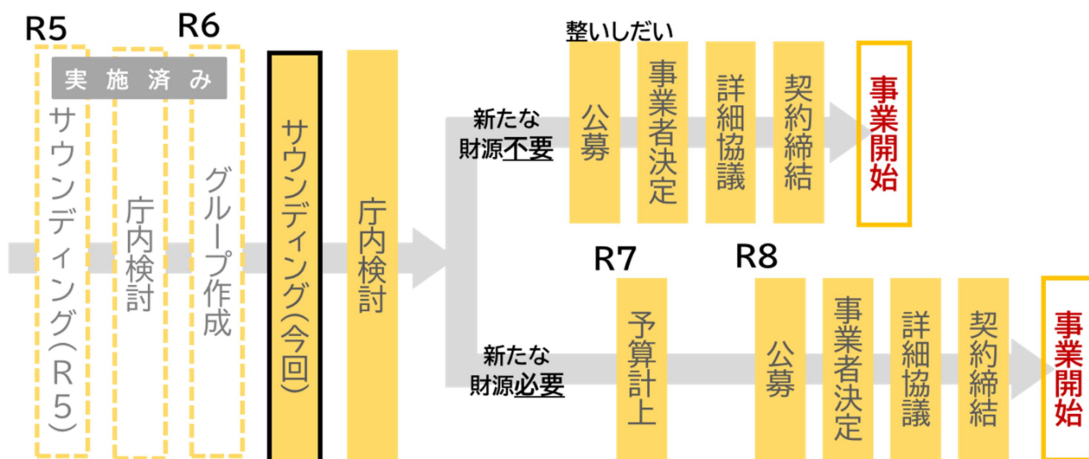 R5
R6
実施済み
サウンディング(R5)
庁内検討
グループ作成
サウンディング(今回)
庁内検討
新たな
財源不要
整いしだい
公募
事業者決定
詳細協議
契約締結
事業開始
新たな
財源必要
R7
予算計上
R8
公募
事業者決定
詳細協議
契約締結
事業開始